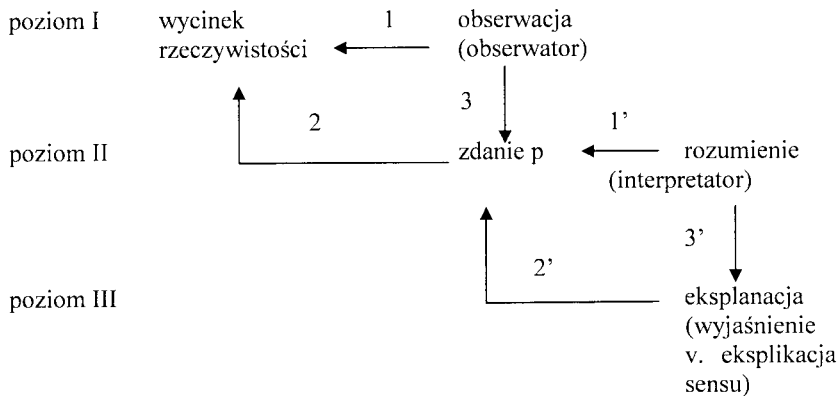 poziom I wycinek 1 obserwacja
rzeczywistości (obserwator)
2 3 1’
poziom II zdanie p rozumienie
(interpretator)
3’
2’
poziom III eksplanacja
(wyjaśnienie
v. eksplikacja
sensu)